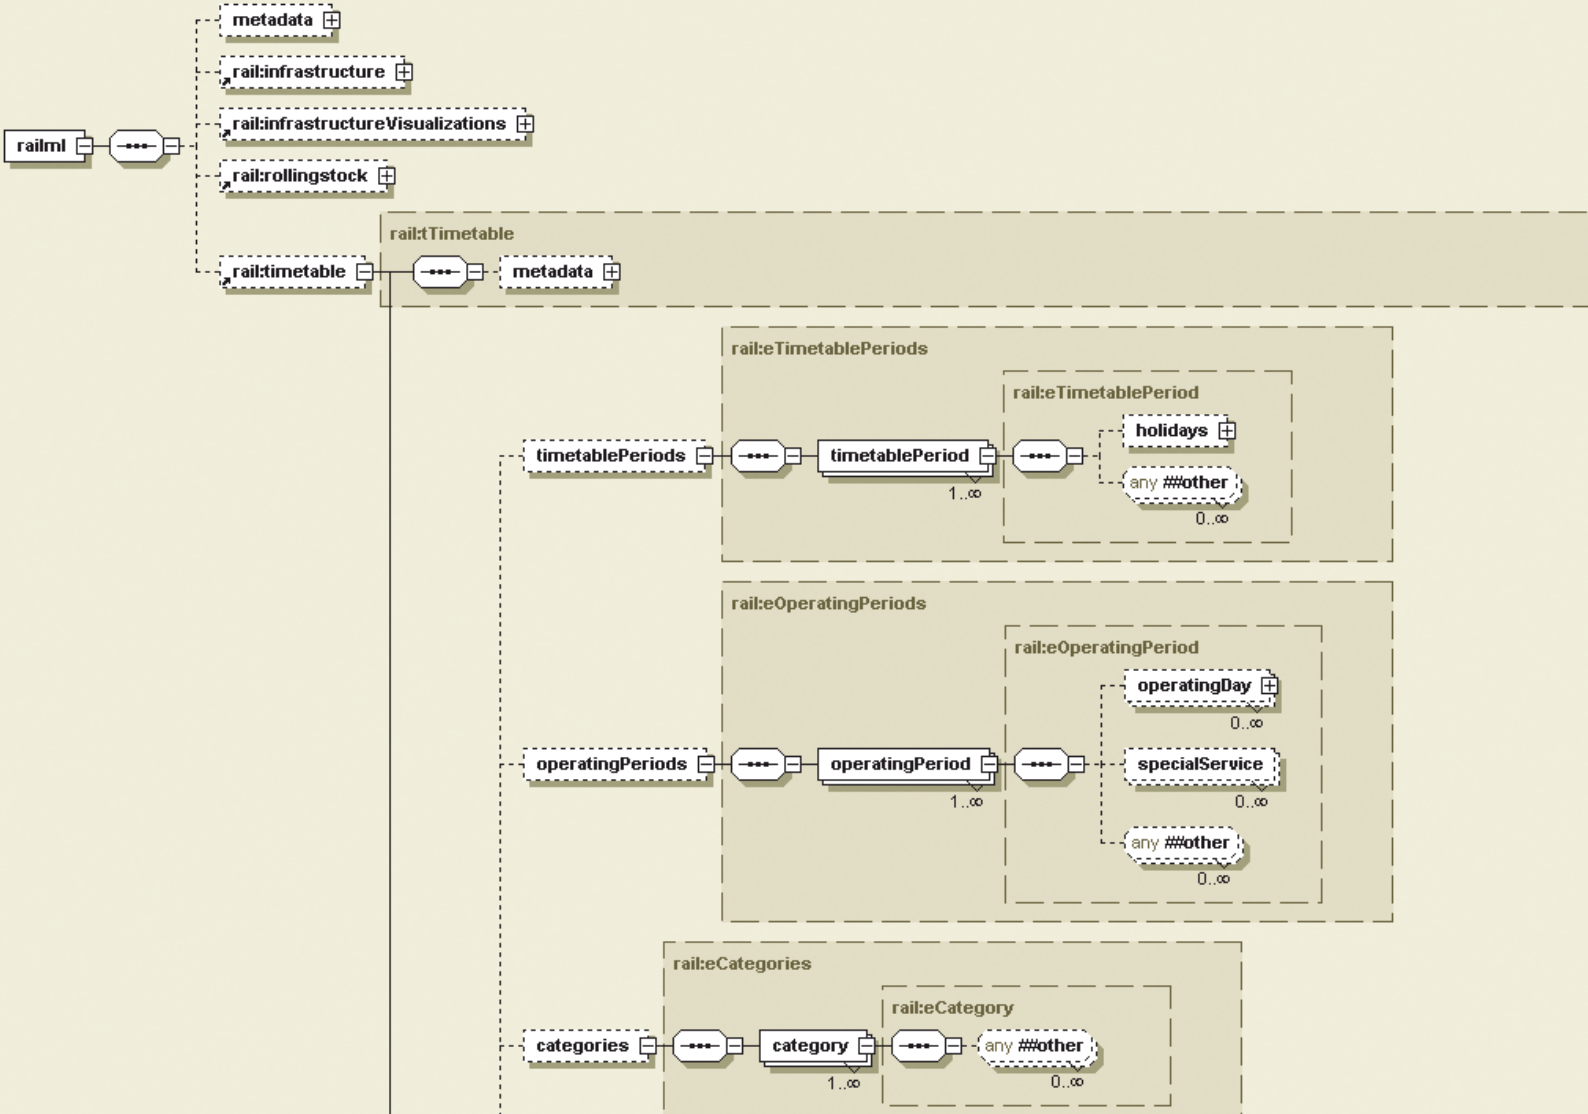 metadata
rail:infrastructure
rail:infrastructureVisualizations
railml
rail:rollingstock
rail:tTimetable
rail:timetable
metadata
rail:eTimetablePeriods
rail:eTimetablePeriod
holidays
timetablePeriods
timetablePeriod
any ##other
1..∞
0..∞
rail:eOperatingPeriods
rail:eOperatingPeriod
operatingDay
0..∞
operatingPeriods
operatingPeriod
specialService
1..∞
0..∞
any ##other
0..∞
rail:eCategories
rail:eCategory
categories
category
any ##other
1..∞
0..∞